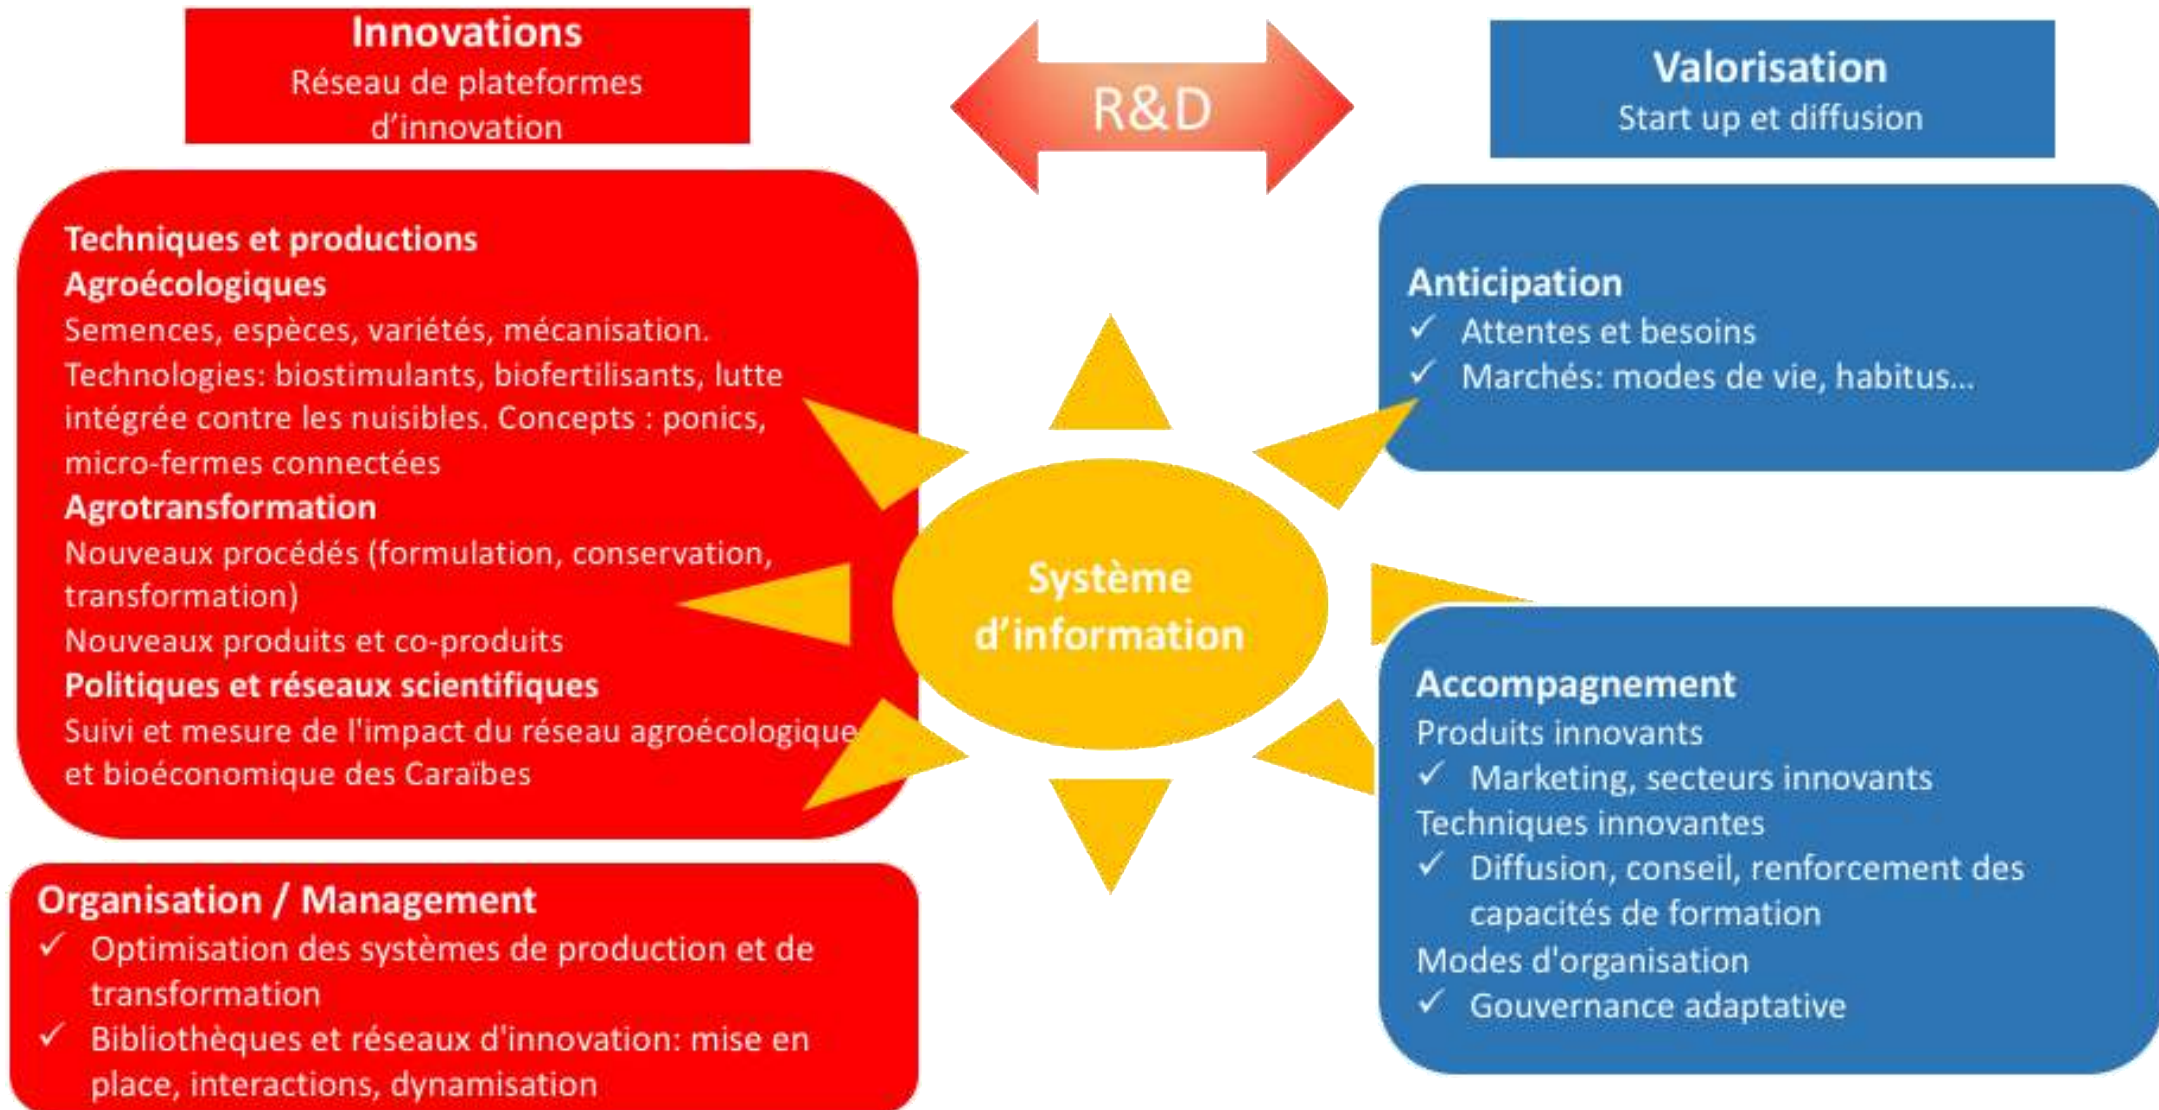 Innovations
Réseau de plateformes
d’innovation
R&D
Valorisation
Start up et diffusion
Techniques et productions
Agroécologiques
Semences, espèces, variétés, mécanisation.
Technologies: biostimulants, biofertilisants, lutte
intégrée contre les nuisibles. Concepts : ponics,
micro-fermes connectées
Agrotransformation
Nouveaux procédés (formulation, conservation,
transformation)
Nouveaux produits et co-produits
Politiques et réseaux scientifiques
Suivi et mesure de l'impact du réseau agroécologique
et bioéconomique des Caraïbes
Organisation / Management
✓ Optimisation des systèmes de production et de
transformation
✓ Bibliothèques et réseaux d'innovation: mise en
place, interactions, dynamisation
Système
d’information
Anticipation
✓ Attentes et besoins
✓ Marchés: modes de vie, habitus...
Accompagnement
Produits innovants
✓ Marketing, secteurs innovants
Techniques innovantes
✓ Diffusion, conseil, renforcement des
capacités de formation
Modes d'organisation
✓ Gouvernance adaptative